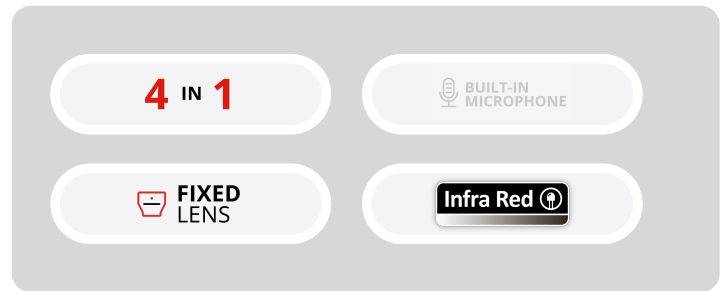 4 IN 1
BUILT-IN
MICROPHONE
FIXED
LENS
Infra Red